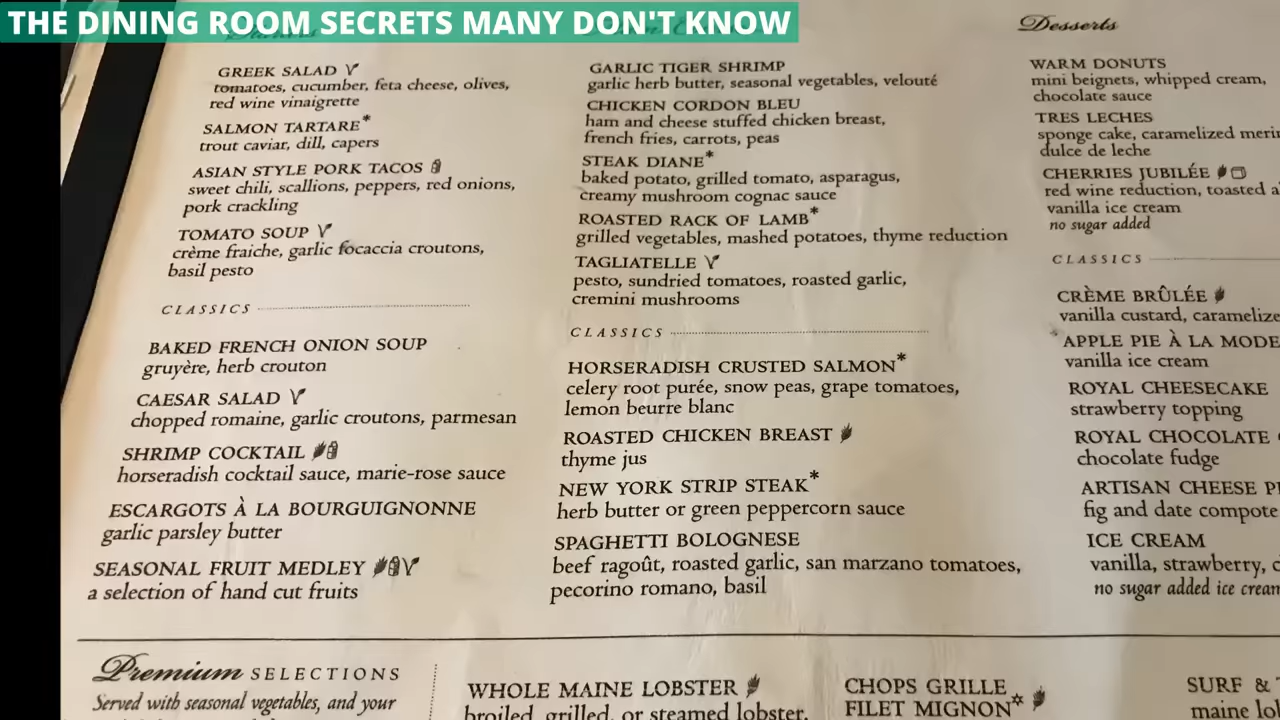 THE DINING ROOM SECRETS MANY DON'T KNOW
GREEK SALAD
tomatoes, cucumber, feta cheese, olives,
red wine vinaigrette
SALMON TARTARE*
trout caviar, dill, capers
ASIAN STYLE PORK TACOS
sweet chili, scallions, peppers, red onions,
pork crackling
TOMATO SOUP
crème fraiche, garlic focaccia croutons,
basil pesto
CLASSICS
BAKED FRENCH ONION SOUP
gruyère, herb crouton
CAESAR SALAD
chopped romaine, garlic croutons, parmesan
SHRIMP COCKTAIL
horseradish cocktail sauce, marie-rose sauce
ESCARGOTS À LA BOURGUIGNONNE
garlic parsley butter
SEASONAL FRUIT MEDLEY
a selection of hand cut fruits
GARLIC TIGER SHRIMP
garlic herb butter, seasonal vegetables, velouté
CHICKEN CORDON BLEU
ham and cheese stuffed chicken breast,
french fries, carrots, peas
STEAK DIANE*
baked potato, grilled tomato, asparagus,
creamy mushroom cognac sauce
ROASTED RACK OF LAMB*
grilled vegetables, mashed potatoes, thyme reduction
TAGLIATELLE
pesto, sundried tomatoes, roasted garlic,
cremini mushrooms
CLASSICS
HORSERADISH CRUSTED SALMON*
celery root purée, snow peas, grape tomatoes,
lemon beurre blanc
ROASTED CHICKEN BREAST
thyme jus
NEW YORK STRIP STEAK*
herb butter or green peppercorn sauce
SPAGHETTI BOLOGNESE
beef ragoût, roasted garlic, san marzano tomatoes,
pecorino romano, basil
Desserts
WARM DONUTS
mini beignets, whipped cream,
chocolate sauce
TRES LECHES
sponge cake, caramelized
dulce de leche
CHERRIES JUBILÉE
red wine reduction, toasted
vanilla ice cream
no sugar added
CLASSICS
CRÈME BRÛLÉE
vanilla custard,
APPLE PIE À LA MODE
vanilla ice cream
ROYAL CHEESECAKE
strawberry topping
ROYAL CHOCOLATE
chocolate fudge
ARTISAN CHEESE
fig and date compote
ICE CREAM
vanilla, strawberry,
no sugar added ice cream
Premium SELECTIONS
Served with seasonal vegetables, and your
WHOLE MAINE LOBSTER
broiled, grilled, or steamed lobster,
CHOPS GRILLE
FILET MIGNON*
SURF &
maine